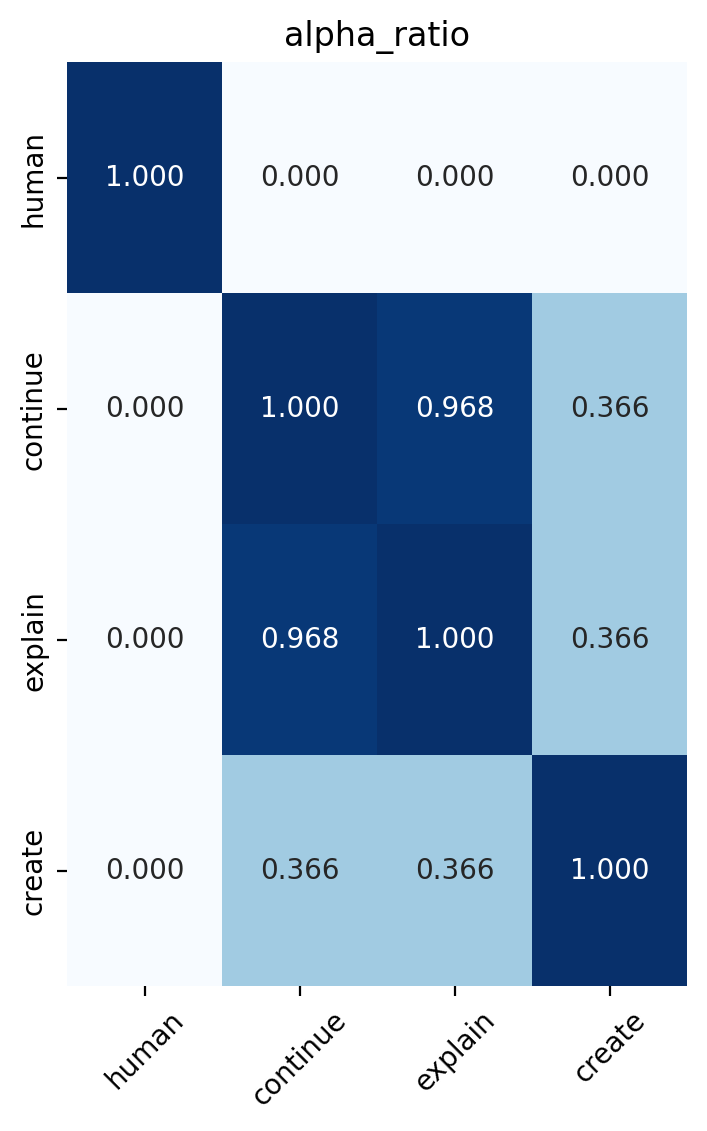 alpha_ratio
human
1.000 0.000 0.000 0.000
continue
0.000 1.000 0.968 0.366
explain
0.000 0.968 1.000 0.366
create
0.000 0.366 0.366 1.000
human continue explain create